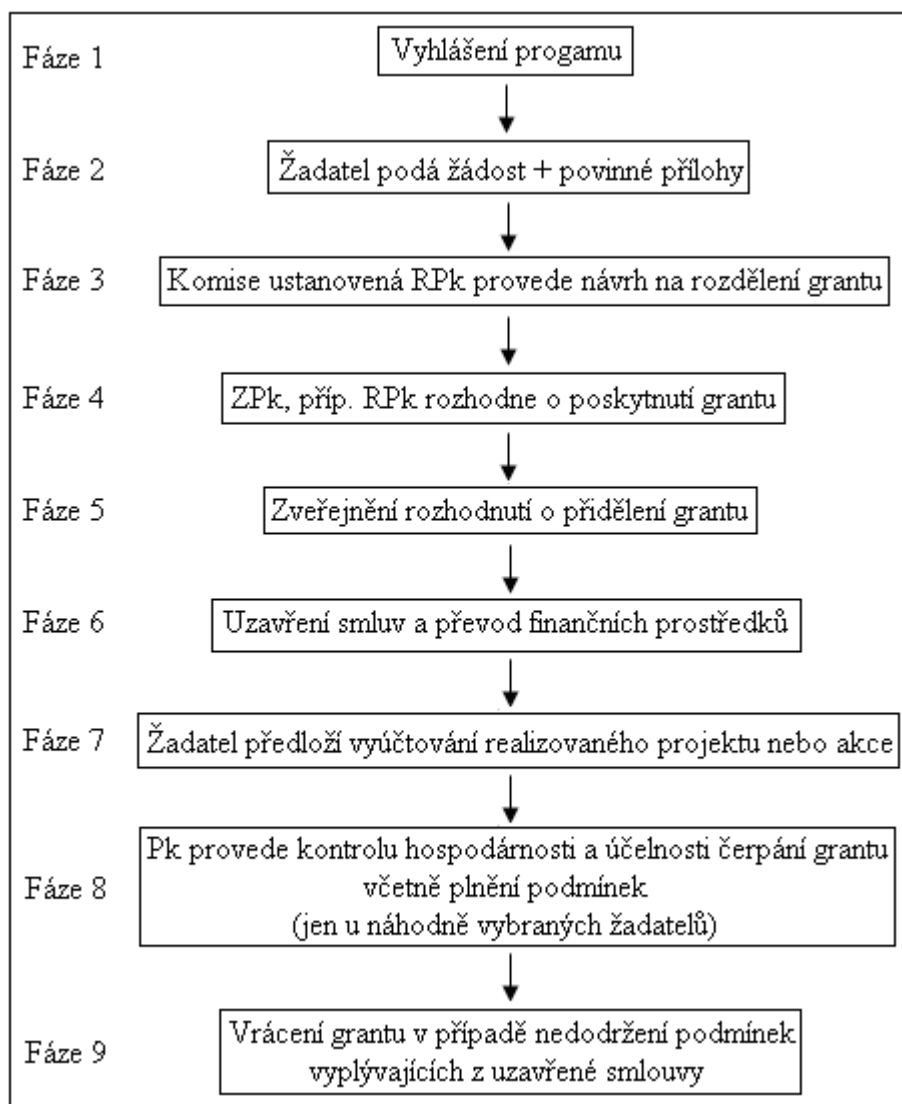 Fáze 1
Vyhlášení progamu
Fáze 2
Žadatel podá žádost + povinné přílohy
Fáze 3
Komise ustanovená RPk provede návrh na rozdělení grantu
Fáze 4
ZPk, příp. RPk rozhodne o poskytnutí grantu
Fáze 5
Zveřejnění rozhodnutí o přidělení grantu
Fáze 6
Uzavření smluv a převod finančních prostředků
Fáze 7
Žadatel předloží vyúčtování realizovaného projektu nebo akce
Fáze 8
Pk provede kontrolu hospodárnosti a účelnosti čerpání grantu
včetně plnění podmínek
(jen u náhodně vybraných žadatelů)
Fáze 9
Vrácení grantu v případě nedodržení podmínek
vyplývajících z uzavřené smlouvy